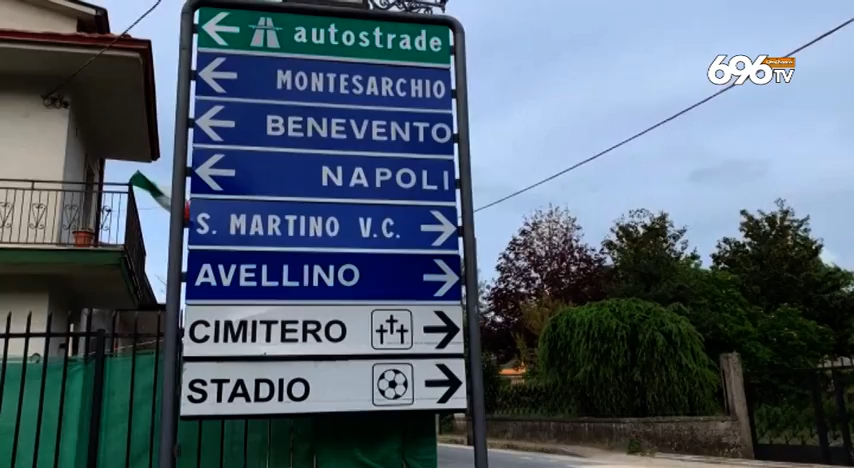 autostrade
MONTESARCHIO
BENEVENTO
NAPOLI
S. MARTINO V.C.
AVELLINO
CIMITERO
STADIO
696
TV